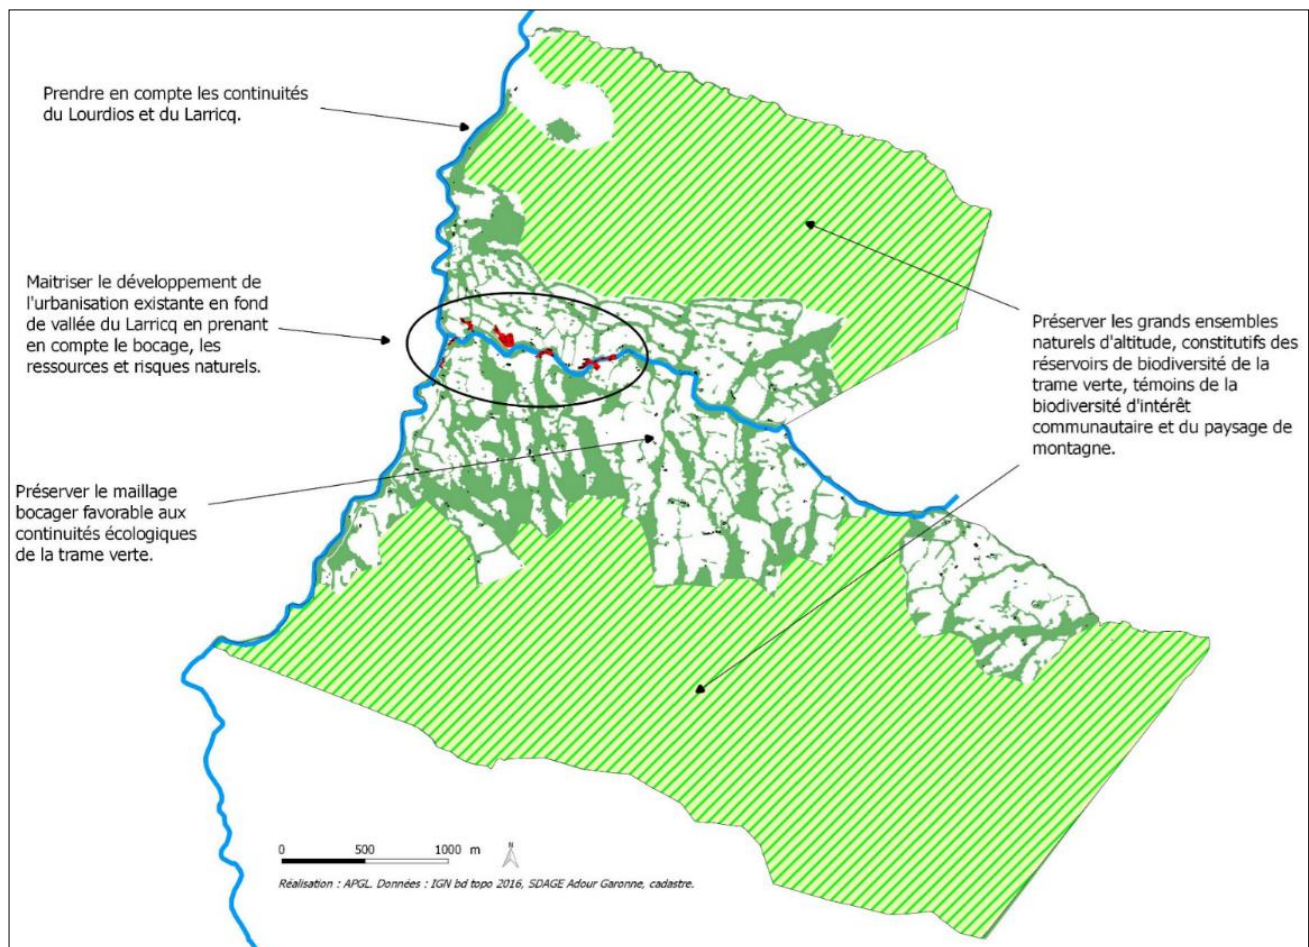 Prendre en compte les continuités
du Lourdios et du Larricq.
Maitriser le développement de
l'urbanisation existante en fond
de vallée du Larricq en prenant
en compte le bocage, les
ressources et risques naturels.
Préserver les grands ensembles
naturels d'altitude, constitutifs des
réservoirs de biodiversité de la
trame verte, témoins de la
biodiversité d'intérêt
communautaire et du paysage de
montagne.
Préserver le maillage
bocager favorable aux
continuités écologiques
de la trame verte.
0 500 1000 m
N
Réalisation : APGL. Données : IGN bd topo 2016, SDAGE Adour Garonne, cadastre.